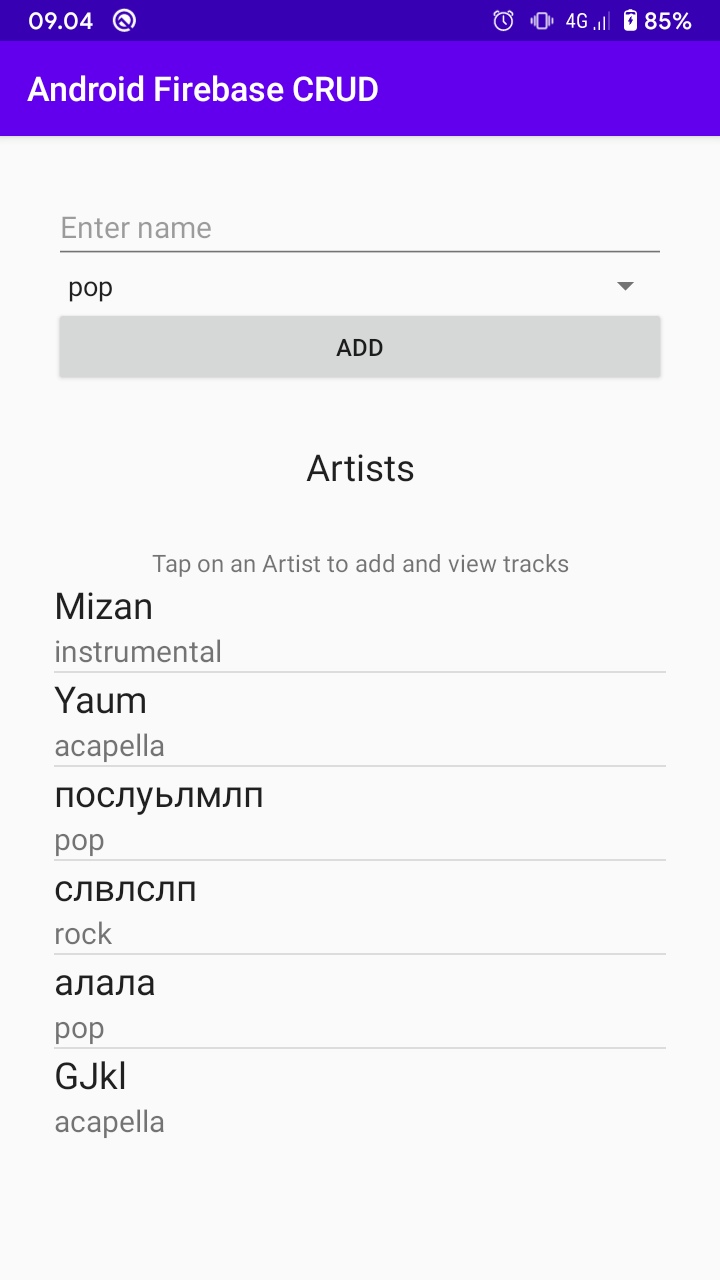 09.04 4G 85%
Android Firebase CRUD
Enter name
pop
ADD
Artists
Tap on an Artist to add and view tracks
Mizan
instrumental
Yaum
acapella
послуьлмлп
pop
слвлслп
rock
алала
pop
GJkl
acapella